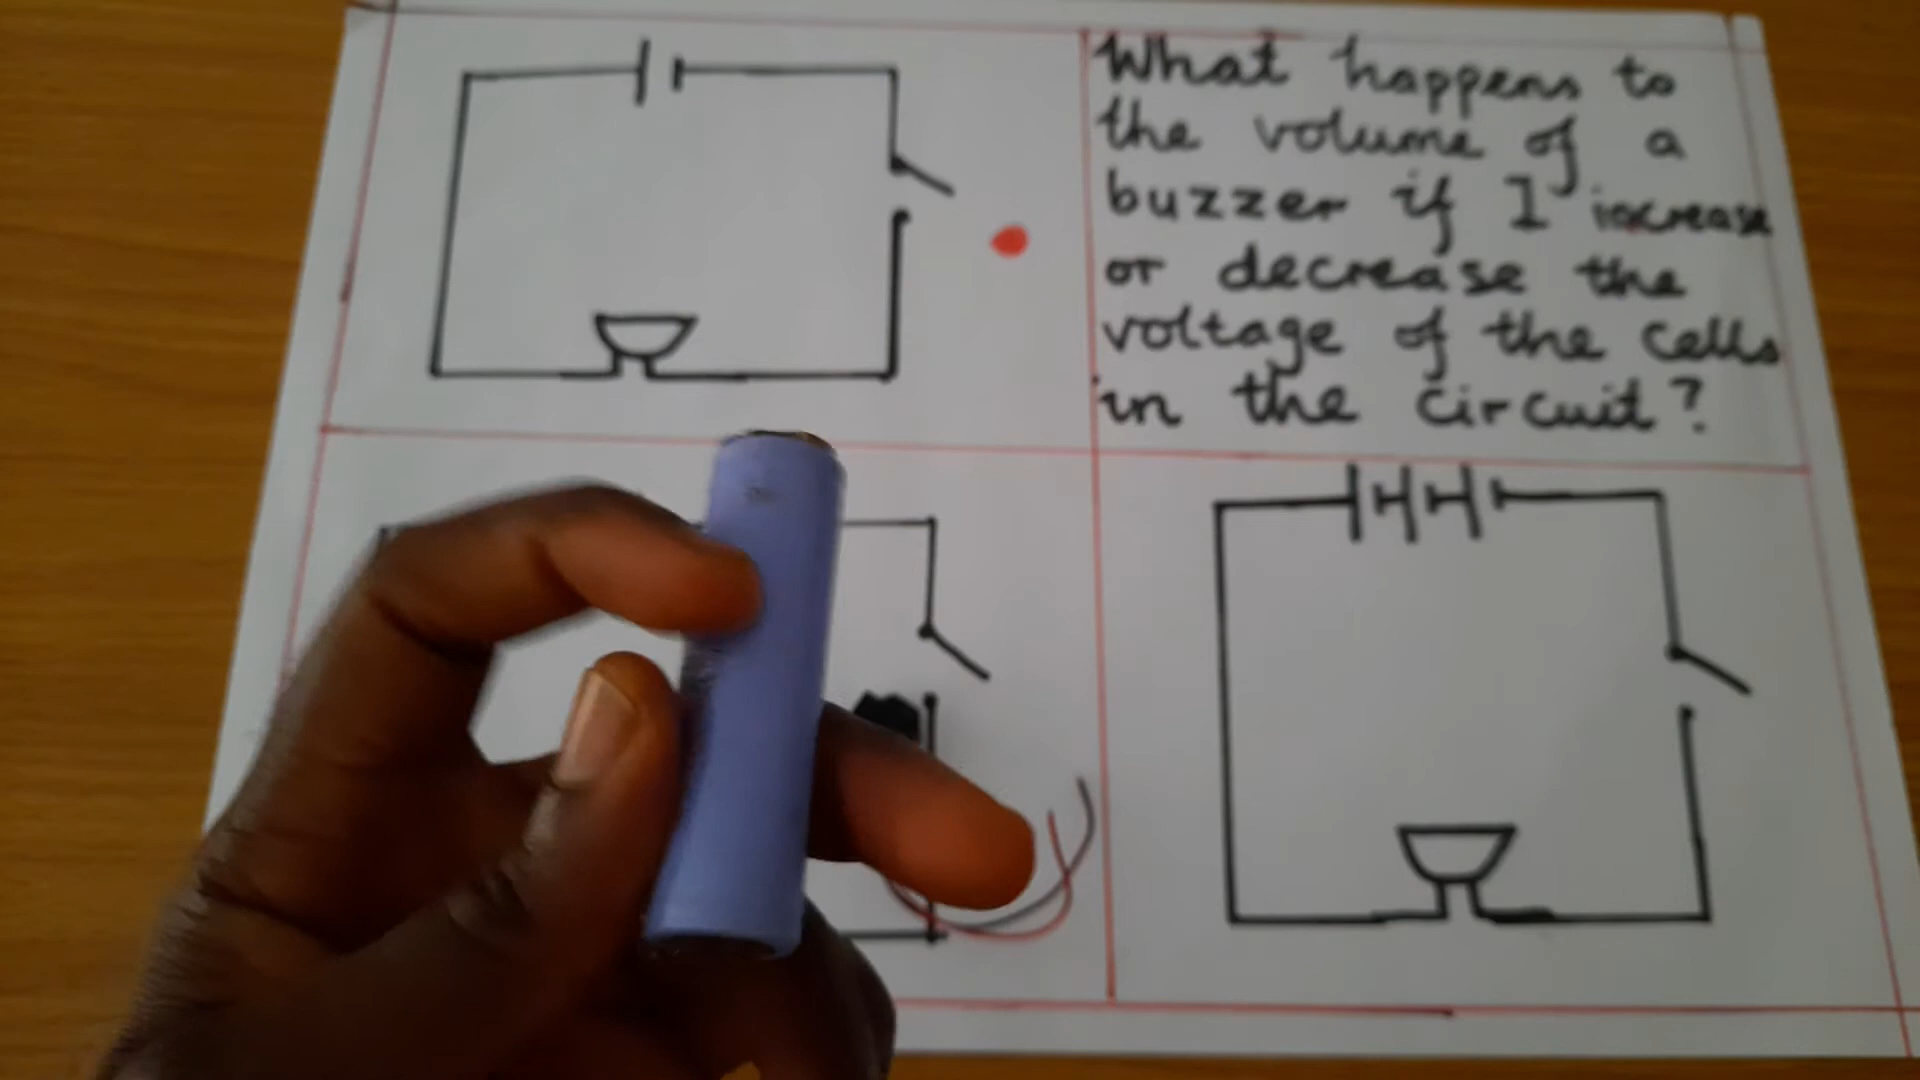 What happens to
the volume of a
buzzer if I increase
or decrease the
voltage of the cells
in the circuit?